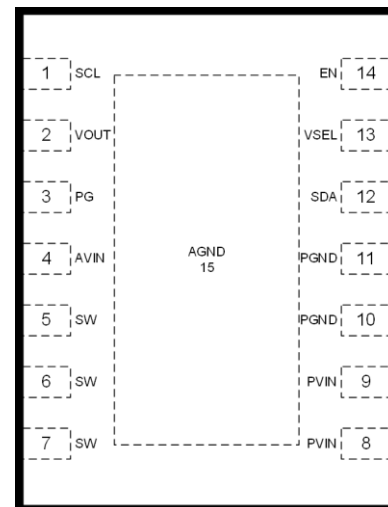 1 SCL EN 14
2 VOUT VSEL 13
3 PG SDA 12
4 AVIN AGND PGND 11
15
5 SW PGND 10
6 SW PVIN 9
7 SW PVIN 8